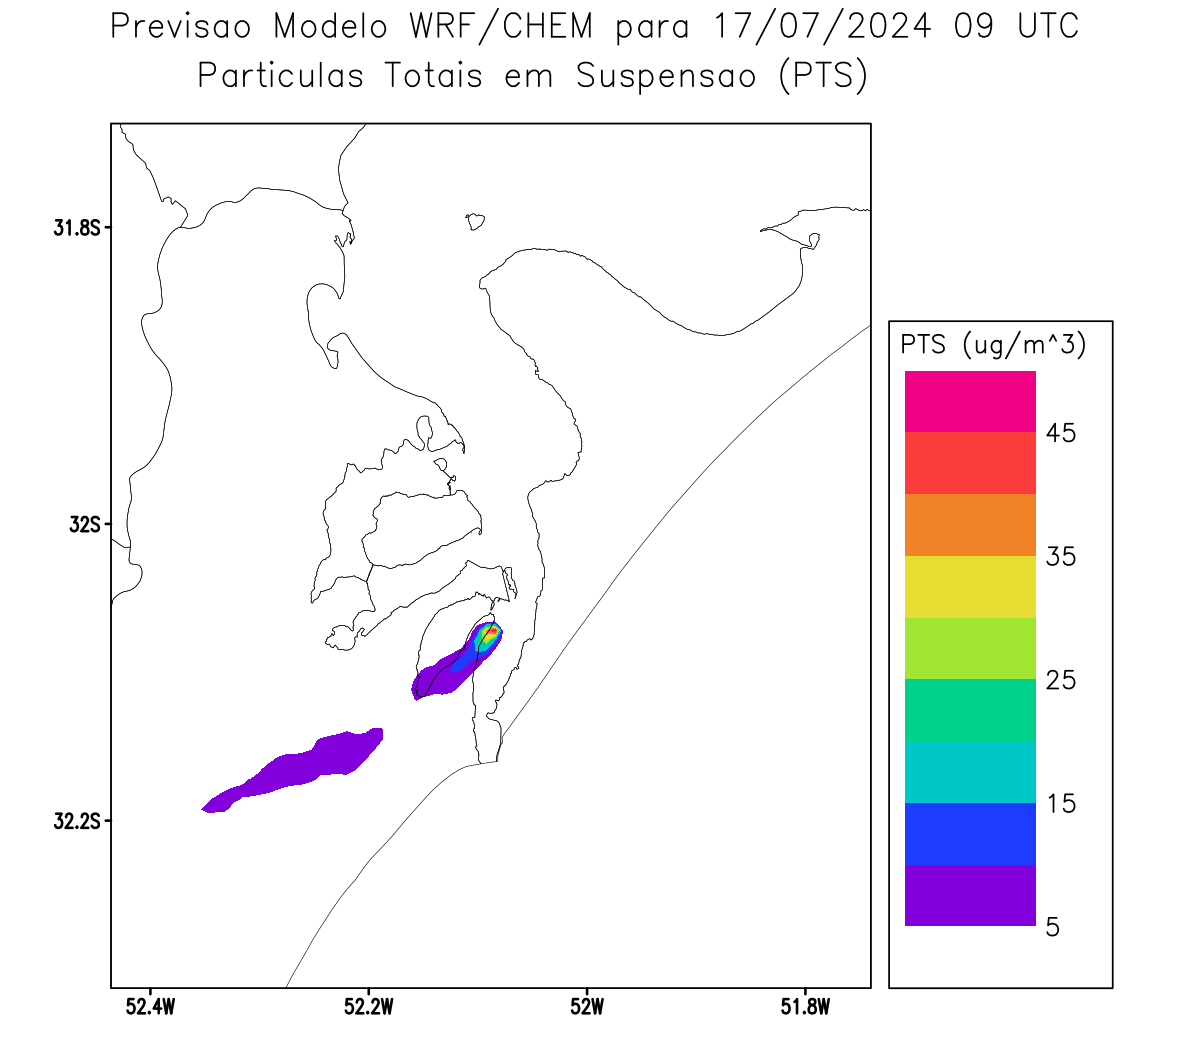 Previsao Modelo WRF/CHEM para 17/07/2024 09 UTC
Particulas Totais em Suspensao (PTS)
31.8S
32S
32.2S
52.4W
52.2W
52W
51.8W
PTS (ug/m^3)
45
35
25
15
5